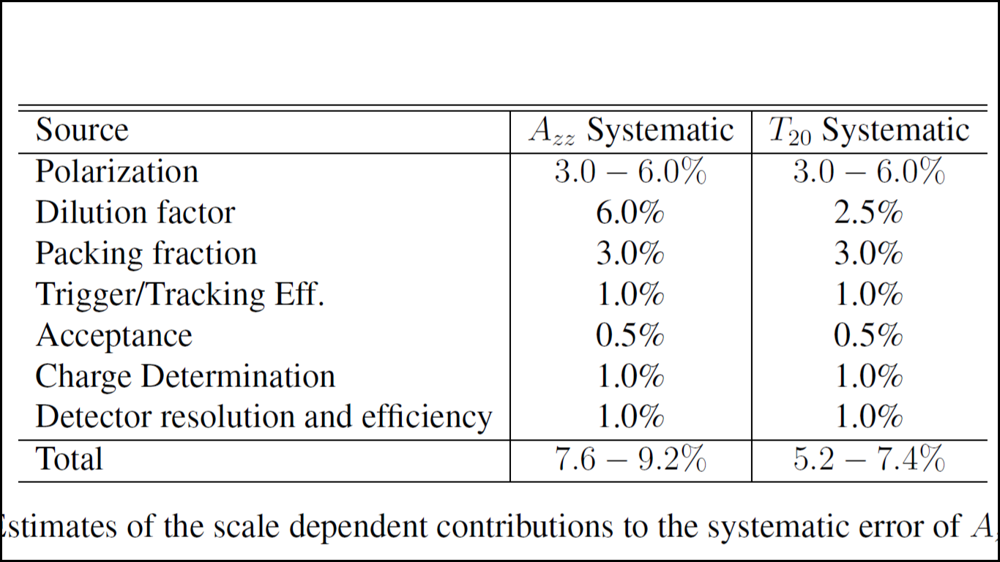 Source A_zz Systematic T_20 Systematic
Polarization 3.0 − 6.0% 3.0 − 6.0%
Dilution factor 6.0% 2.5%
Packing fraction 3.0% 3.0%
Trigger/Tracking Eff. 1.0% 1.0%
Acceptance 0.5% 0.5%
Charge Determination 1.0% 1.0%
Detector resolution and efficiency 1.0% 1.0%
Total 7.6 − 9.2% 5.2 − 7.4%
Estimates of the scale dependent contributions to the systematic error of A